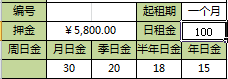 编号 起租期 一个月
押金 ￥5,800.00 日租金 100
周日金 月日金 季日金 半年日金 年日金
30 20 18 15